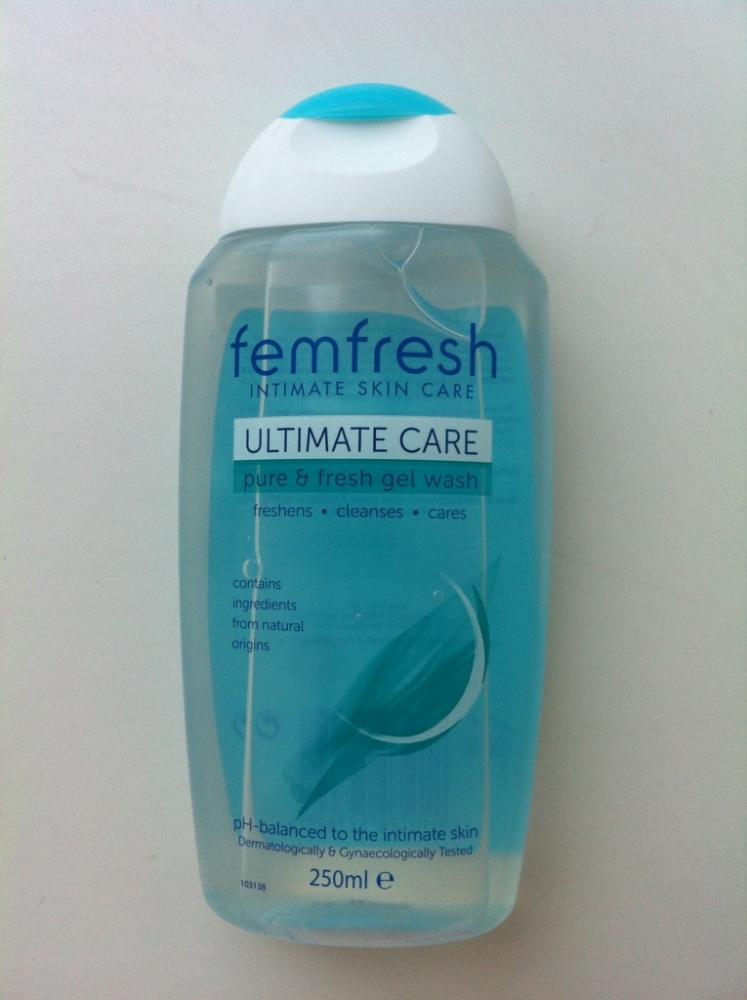 femfresh
INTIMATE SKIN CARE
ULTIMATE CARE
pure & fresh gel wash
freshens • cleanses • cares
contains
ingredients
from natural
origins
pH-balanced to the intimate skin
Dermatologically & Gynaecologically Tested
103138
250ml ℮